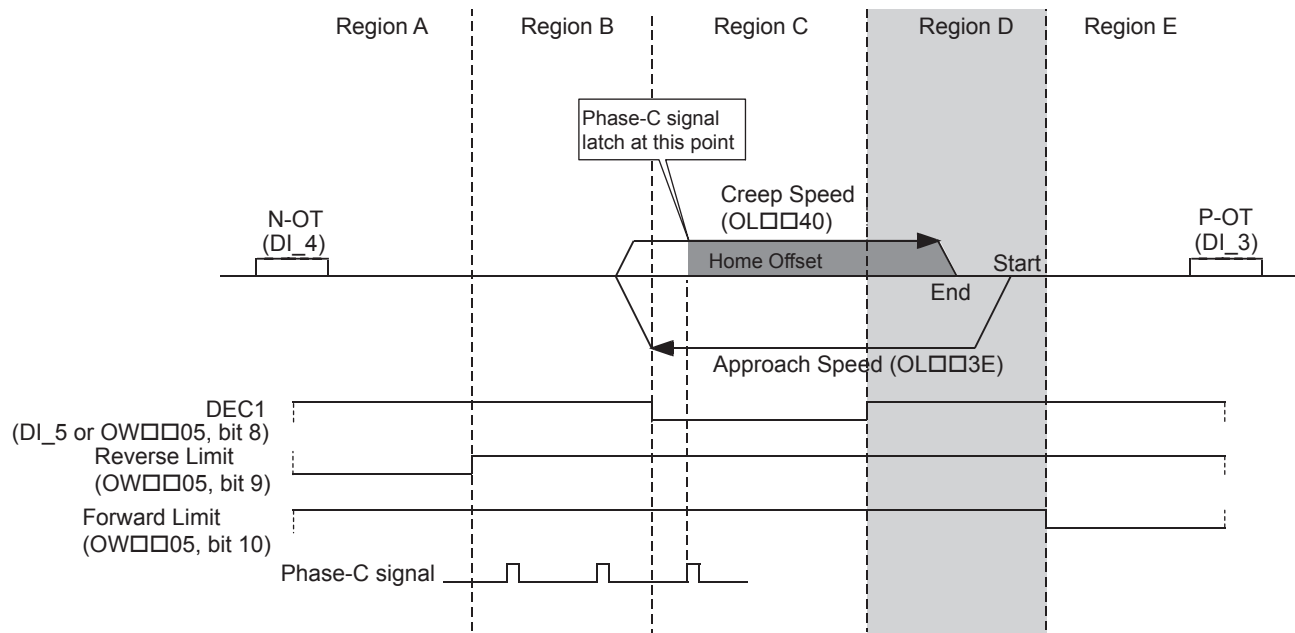 Region A
Region B
Region C
Region D
Region E
Phase-C signal
latch at this point
Creep Speed
(OL□□40)
N-OT
(DI_4)
P-OT
(DI_3)
Home Offset
Start
End
Approach Speed (OL□□3E)
DEC1
(DI_5 or OW□□05, bit 8)
Reverse Limit
(OW□□05, bit 9)
Forward Limit
(OW□□05, bit 10)
Phase-C signal